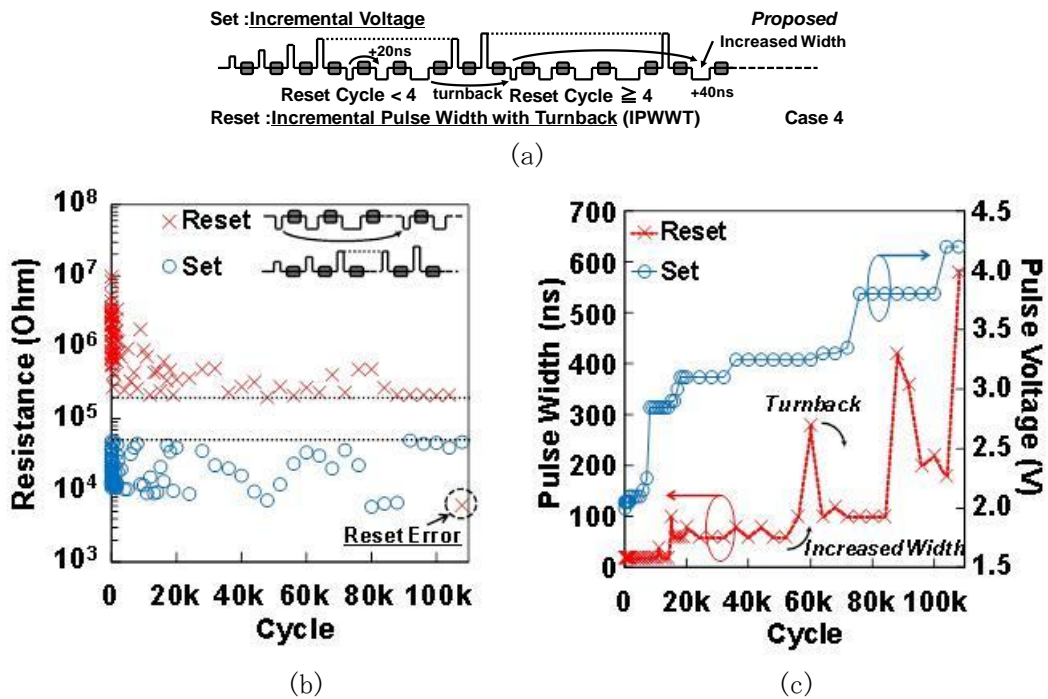 Set :Incremental Voltage
Proposed
Increased Width
+20ns
Reset Cycle < 4
turnback
Reset Cycle ≧ 4
+40ns
Reset :Incremental Pulse Width with Turnback (IPWWT)
Case 4
(a)
Resistance (Ohm)
10^8
10^7
10^6
10^5
10^4
10^3
× Reset
○ Set
Reset Error
0 20k 40k 60k 80k 100k
Cycle
(b)
Pulse Width (ns)
700
600
500
400
300
200
100
0
Reset
Set
Turnback
Increased Width
4.5
4.0
3.5
3.0
2.5
2.0
1.5
Pulse Voltage (V)
0 20k 40k 60k 80k 100k
Cycle
(c)